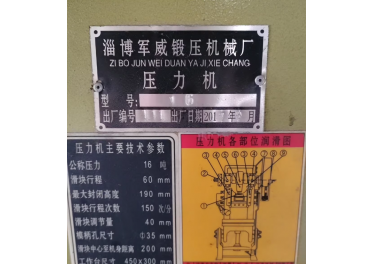 淄博军威锻压机械厂
ZI BO JUN WEI DUAN YA JI XIE CHANG
压力机
型号:
出厂编号 出厂日期 201 年 月
压力机主要技术参数
公称压力 16 吨
滑块行程 60 mm
最大封闭高度 190 mm
滑块行程次数 150 次/分
滑块调节量 40 mm
模柄孔尺寸 Φ35 mm
滑块中心至机身距离 200 mm
工作台尺寸 450×300 mm
压力机各部位润滑图